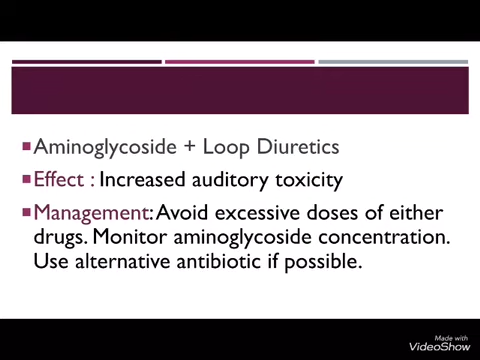 Aminoglycoside + Loop Diuretics
Effect : Increased auditory toxicity
Management: Avoid excessive doses of either
drugs. Monitor aminoglycoside concentration.
Use alternative antibiotic if possible.
Made with
VideoShow